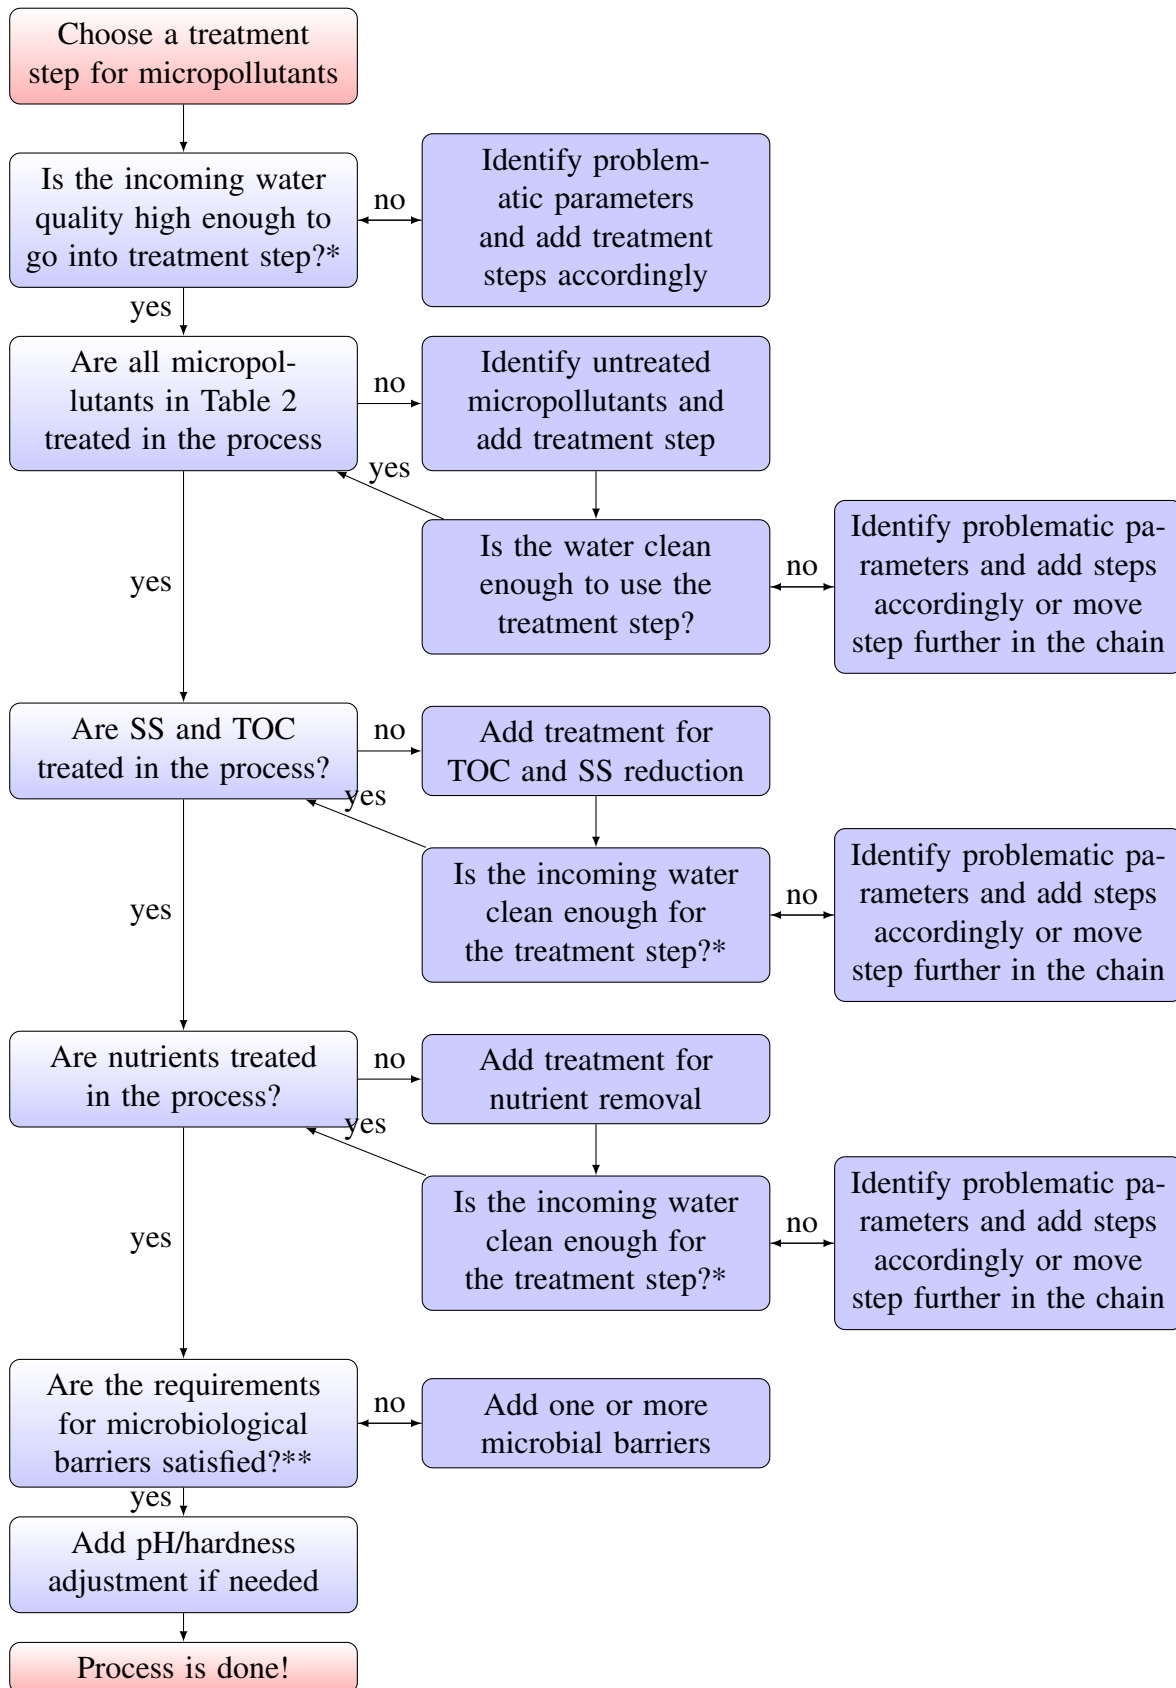 Choose a treatment
step for micropollutants
Is the incoming water
quality high enough to
go into treatment step?*
no
Identify problem-
atic parameters
and add treatment
steps accordingly
yes
Are all micropol-
lutants in Table 2
treated in the process
no
Identify untreated
micropollutants and
add treatment step
yes
Is the water clean
enough to use the
treatment step?
no
Identify problematic pa-
rameters and add steps
accordingly or move
step further in the chain
yes
Are SS and TOC
treated in the process?
no
Add treatment for
TOC and SS reduction
yes
Is the incoming water
clean enough for
the treatment step?*
no
Identify problematic pa-
rameters and add steps
accordingly or move
step further in the chain
yes
Are nutrients treated
in the process?
no
Add treatment for
nutrient removal
yes
Is the incoming water
clean enough for
the treatment step?*
no
Identify problematic pa-
rameters and add steps
accordingly or move
step further in the chain
yes
Are the requirements
for microbiological
barriers satisfied?**
no
Add one or more
microbial barriers
yes
Add pH/hardness
adjustment if needed
Process is done!